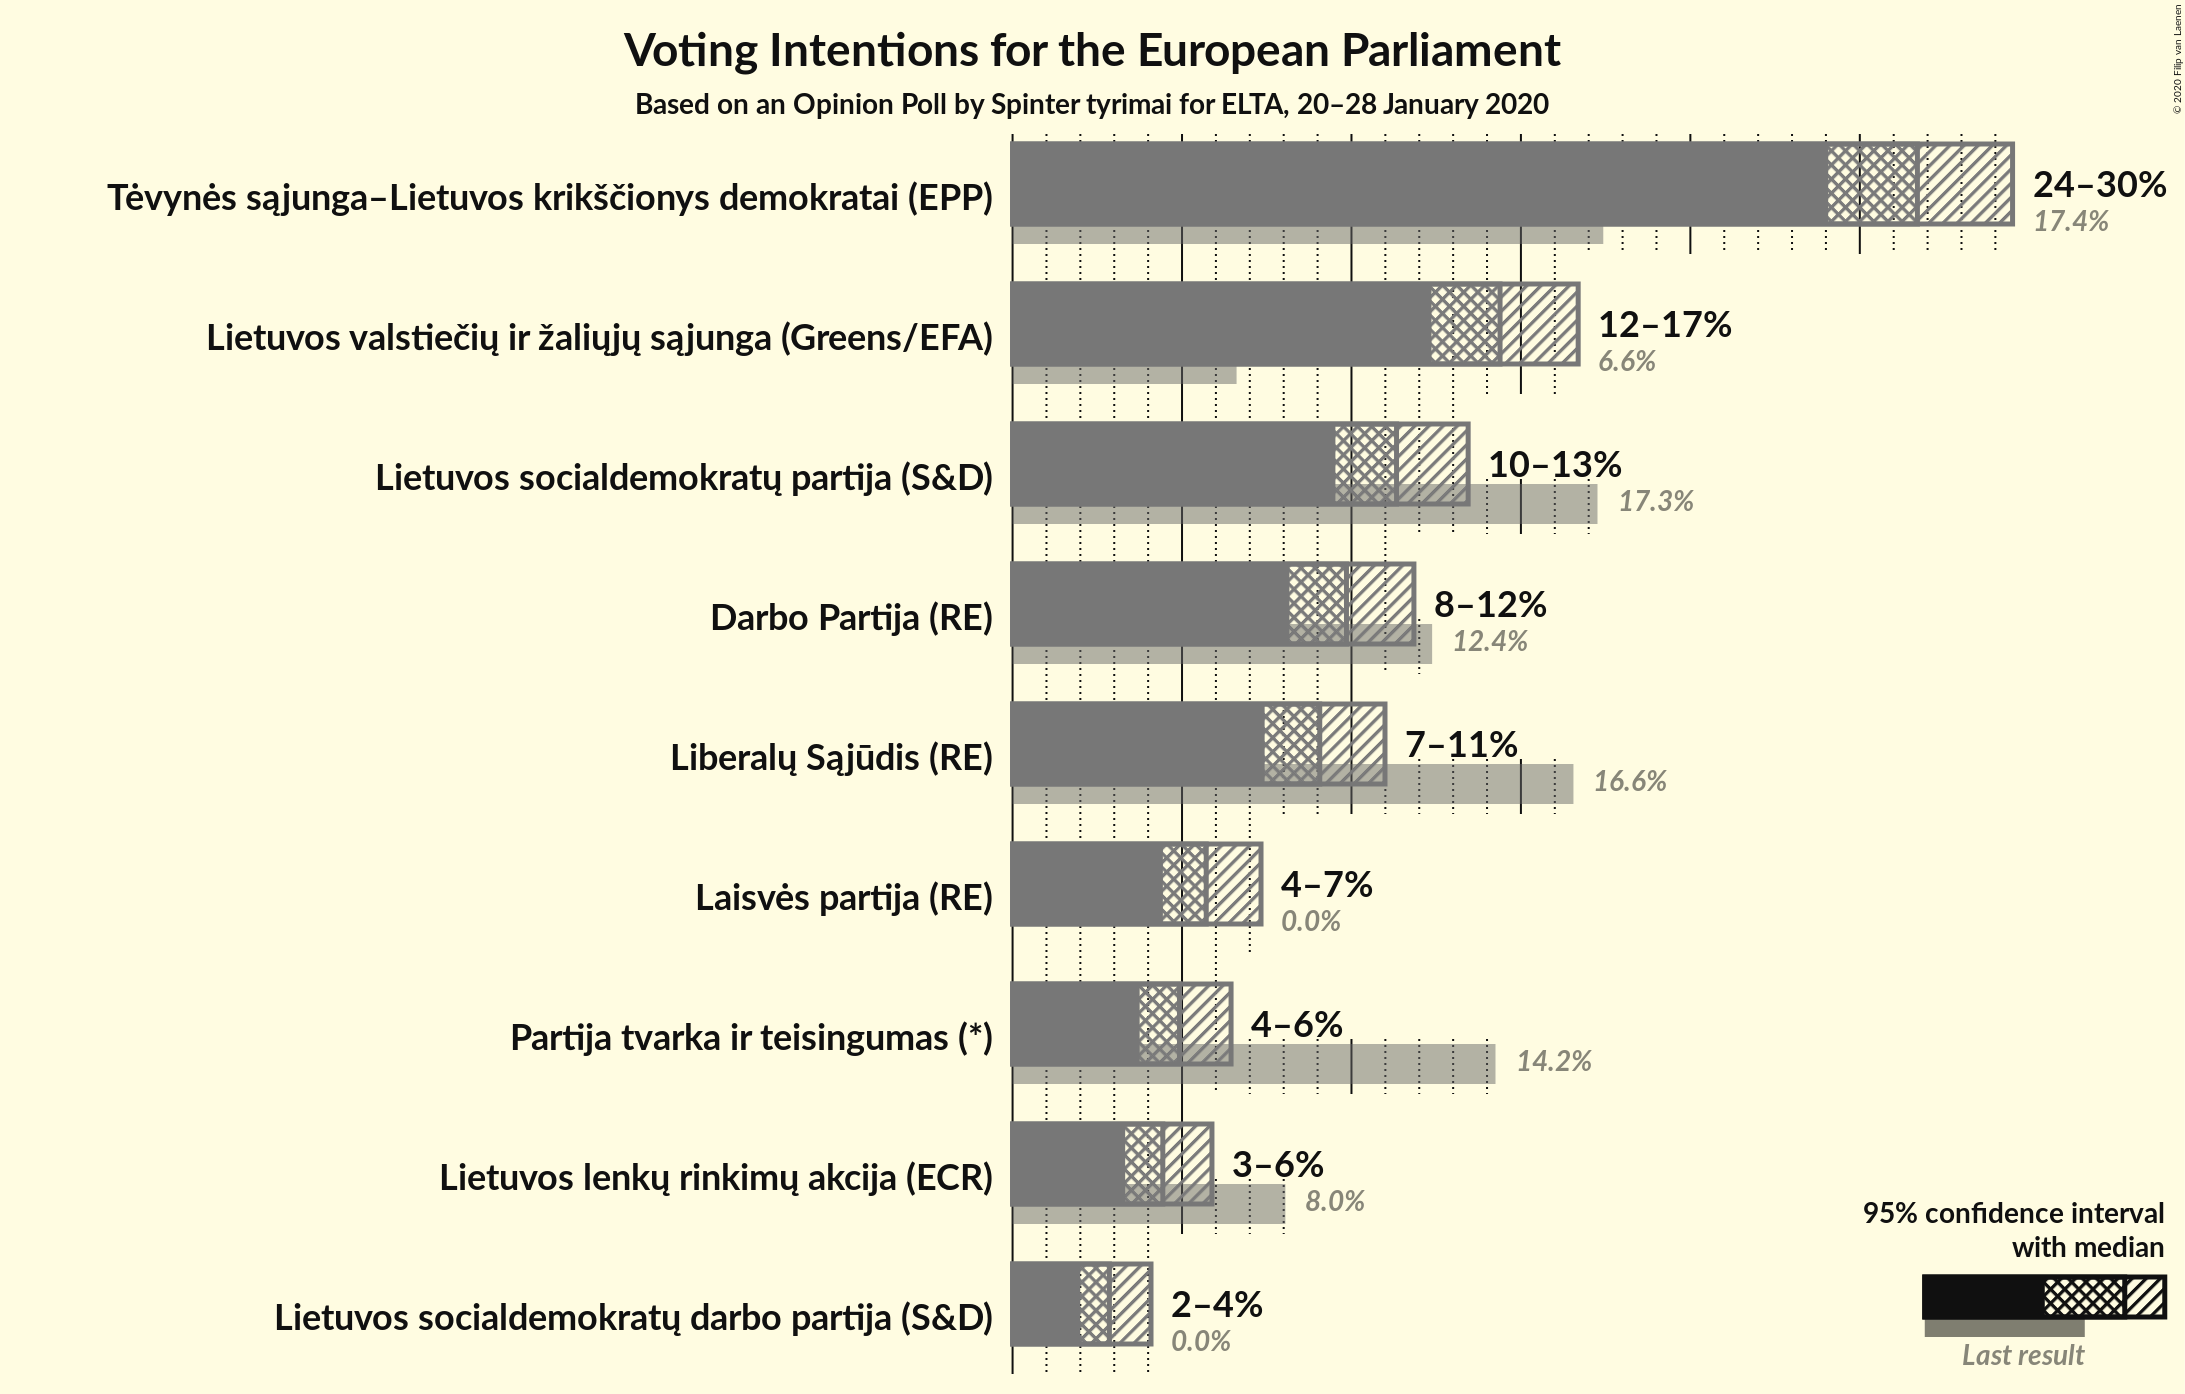 Voting Intentions for the European Parliament
Based on an Opinion Poll by Spinter tyrimai for ELTA, 20–28 January 2020
© 2020 Filip van Laenen
Tėvynės sąjunga–Lietuvos krikščionys demokratai (EPP)
24–30%
17.4%
Lietuvos valstiečių ir žaliųjų sąjunga (Greens/EFA)
12–17%
6.6%
Lietuvos socialdemokratų partija (S&D)
10–13%
17.3%
Darbo Partija (RE)
8–12%
12.4%
Liberalų Sąjūdis (RE)
7–11%
16.6%
Laisvės partija (RE)
4–7%
0.0%
Partija tvarka ir teisingumas (*)
4–6%
14.2%
Lietuvos lenkų rinkimų akcija (ECR)
3–6%
8.0%
Lietuvos socialdemokratų darbo partija (S&D)
2–4%
0.0%
95% confidence interval
with median
Last result